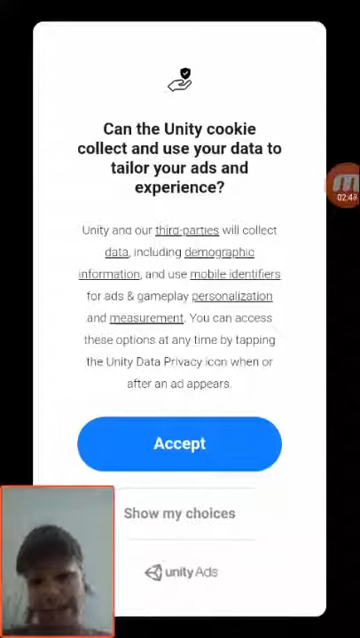 Can the Unity cookie
collect and use your data to
tailor your ads and
experience?
Unity and our third-parties will collect
data, including demographic
information, and use mobile identifiers
for ads & gameplay personalization
and measurement. You can access
these options at any time by tapping
the Unity Data Privacy icon when or
after an ad appears.
Accept
Show my choices
unity Ads